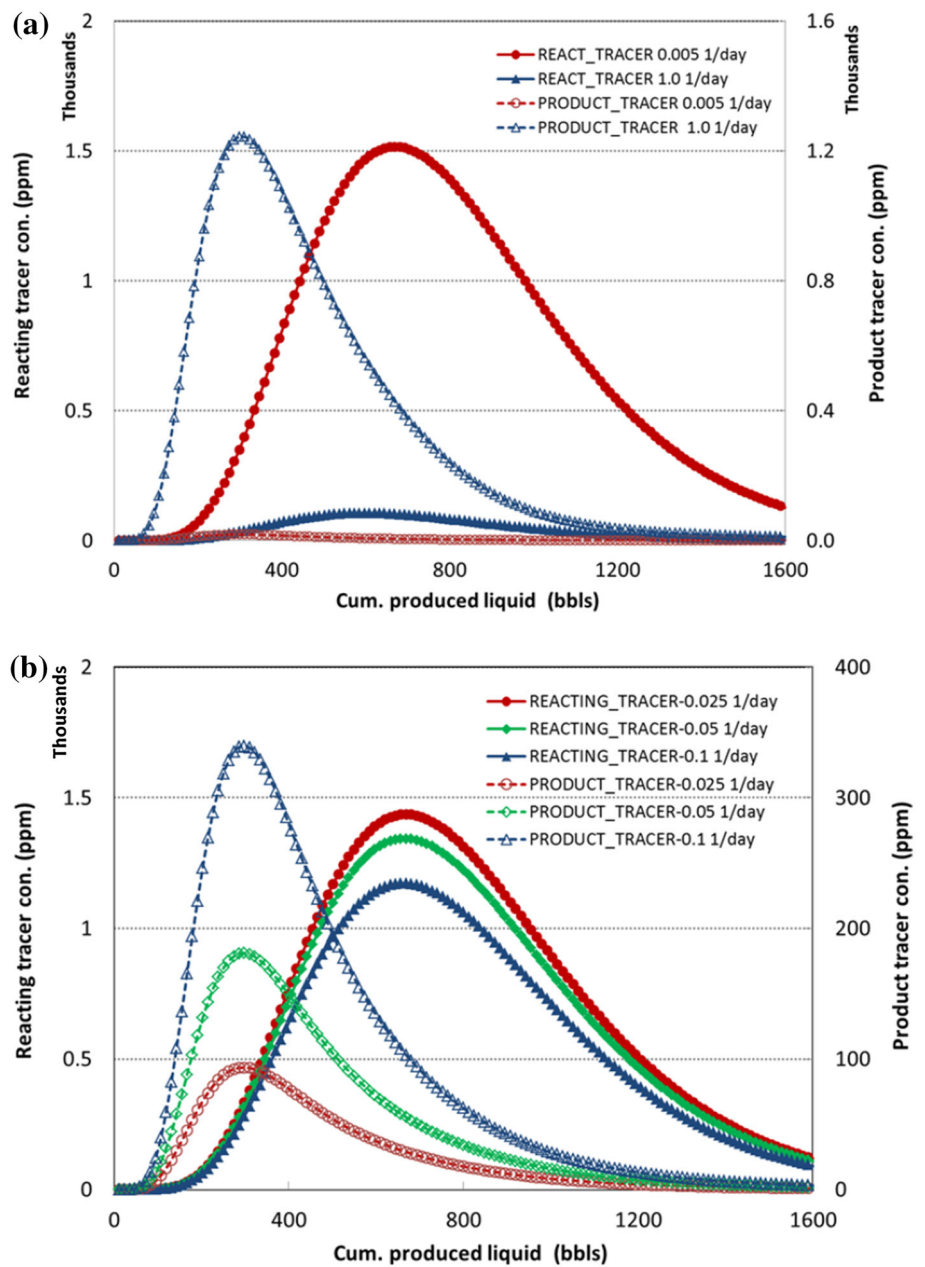 (a)
2
1.6
Thousands
Thousands
REACT_TRACER 0.005 1/day
REACT_TRACER 1.0 1/day
PRODUCT_TRACER 0.005 1/day
PRODUCT_TRACER 1.0 1/day
1.5
1.2
Reacting tracer con. (ppm)
Product tracer con. (ppm)
1
0.8
0.5
0.4
0
0.0
0 400 800 1200 1600
Cum. produced liquid (bbls)
(b)
2
400
Thousands
REACTING_TRACER-0.025 1/day
REACTING_TRACER-0.05 1/day
REACTING_TRACER-0.1 1/day
PRODUCT_TRACER-0.025 1/day
PRODUCT_TRACER-0.05 1/day
PRODUCT_TRACER-0.1 1/day
1.5
300
Reacting tracer con. (ppm)
Product tracer con. (ppm)
1
200
0.5
100
0
0
0 400 800 1200 1600
Cum. produced liquid (bbls)